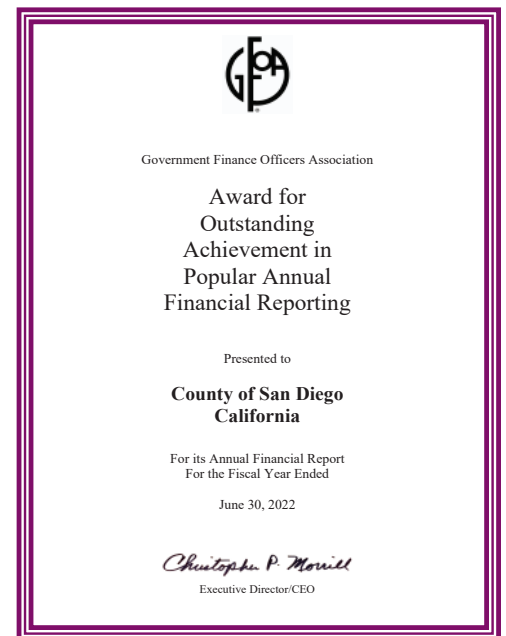 GFOA
Government Finance Officers Association
Award for
Outstanding
Achievement in
Popular Annual
Financial Reporting
Presented to
County of San Diego
California
For its Annual Financial Report
For the Fiscal Year Ended
June 30, 2022
Christopher P. Morrill
Executive Director/CEO